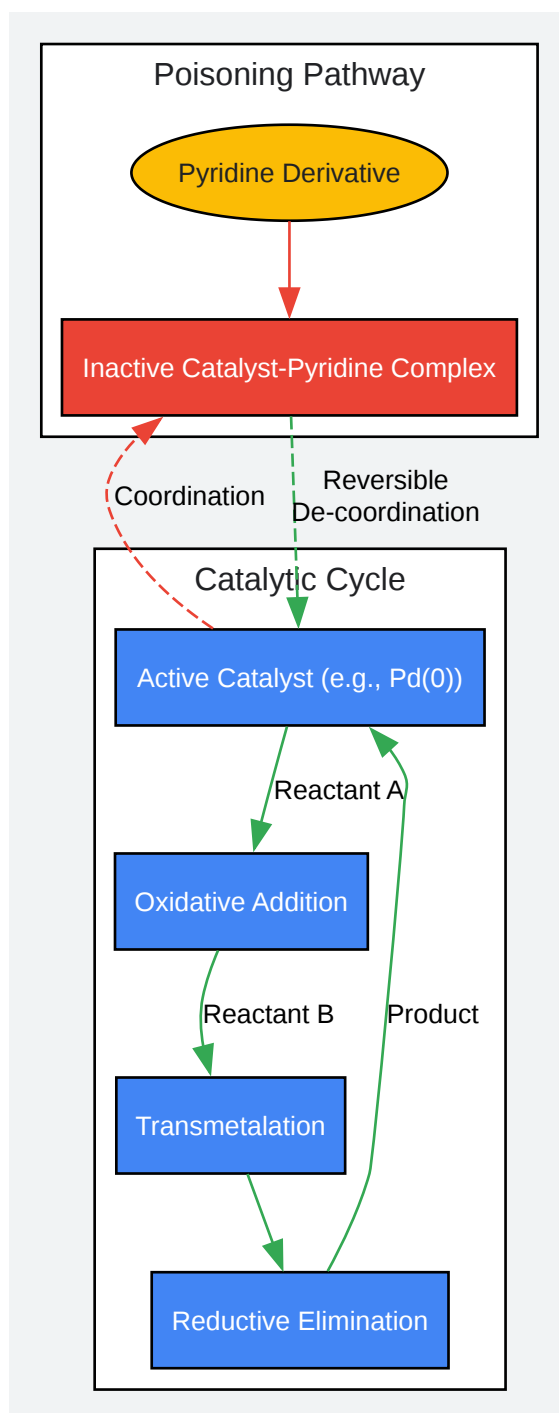 Poisoning Pathway
Pyridine Derivative
Inactive Catalyst-Pyridine Complex
Coordination
Reversible
De-coordination
Catalytic Cycle
Active Catalyst (e.g., Pd(0))
Reactant A
Oxidative Addition
Reactant B
Product
Transmetalation
Reductive Elimination